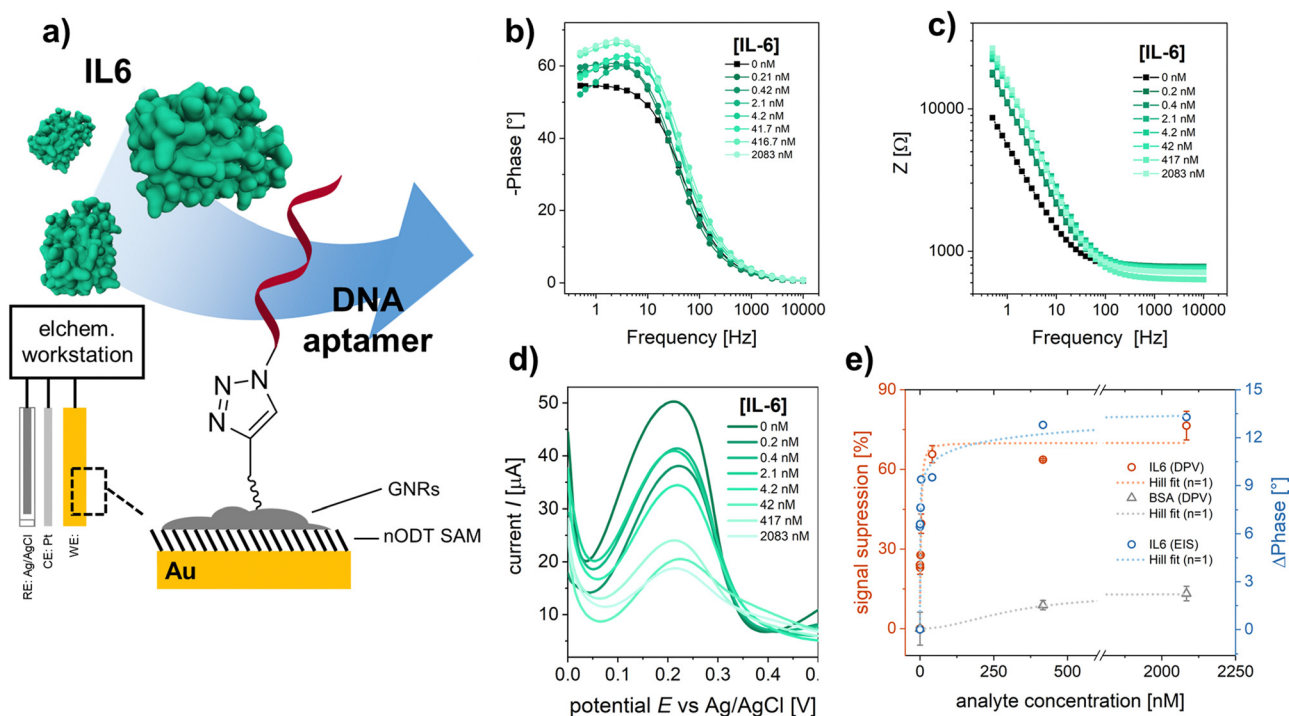 a)
IL6
DNA
aptamer
elchem.
workstation
RE: Ag/AgCl
CE: Pt
WE:
N
N
N
GNRs
nODT SAM
Au
b)
[IL-6]
0 nM
0.21 nM
0.42 nM
2.1 nM
4.2 nM
41.7 nM
416.7 nM
2083 nM
60
40
20
0
-Phase [°]
1 10 100 1000 10000
Frequency [Hz]
c)
[IL-6]
0 nM
0.2 nM
0.4 nM
2.1 nM
4.2 nM
42 nM
417 nM
2083 nM
10000
1000
Z [Ω]
1 10 100 1000 10000
Frequency [Hz]
d)
[IL-6]
0 nM
0.2 nM
0.4 nM
2.1 nM
4.2 nM
42 nM
417 nM
2083 nM
50
40
30
20
10
current / [µA]
0.0 0.1 0.2 0.3 0.4 0.5
potential E vs Ag/AgCl [V]
e)
90
60
30
0
signal supression [%]
IL6 (DPV)
Hill fit (n=1)
BSA (DPV)
Hill fit (n=1)
IL6 (EIS)
Hill fit (n=1)
15
12
9
6
3
0
ΔPhase [°]
0 500 2000 2250
analyte concentration [nM]